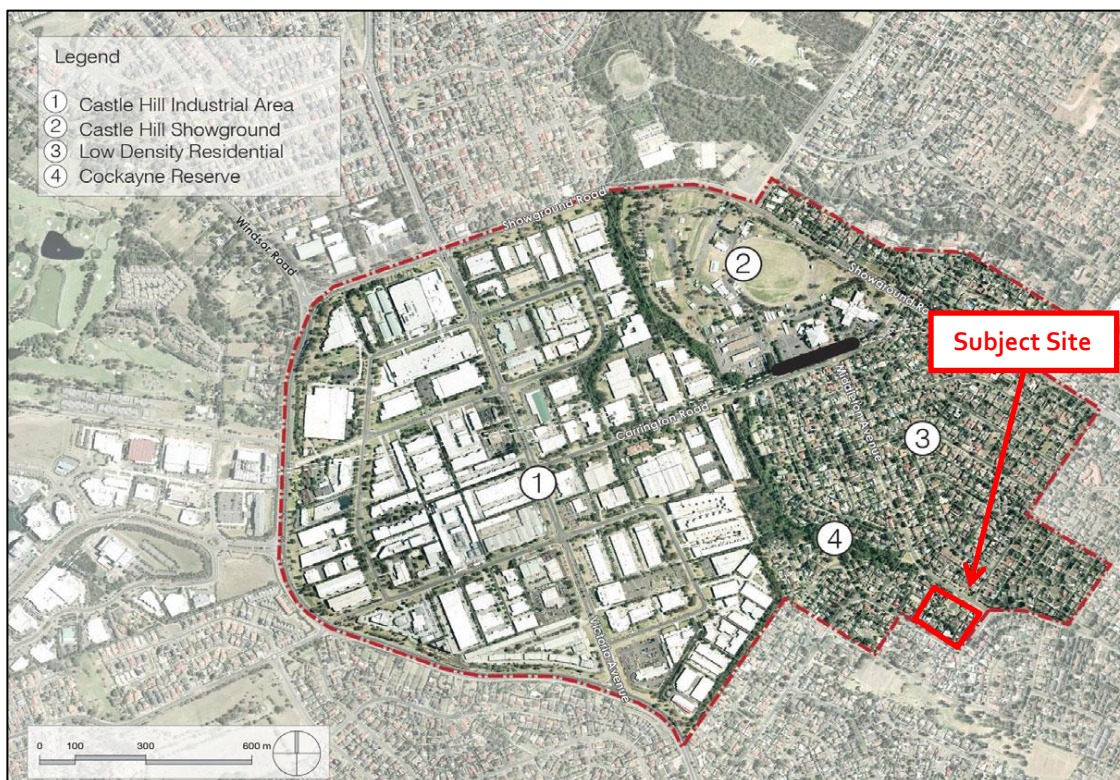 Legend
1 Castle Hill Industrial Area
2 Castle Hill Showground
3 Low Density Residential
4 Cockayne Reserve
Windsor Road
Showground Road
2
Showground Ro
Subject Site
Middleton Avenue
Carrington Road
3
1
4
Victoria Avenue
0 100 300 600 m